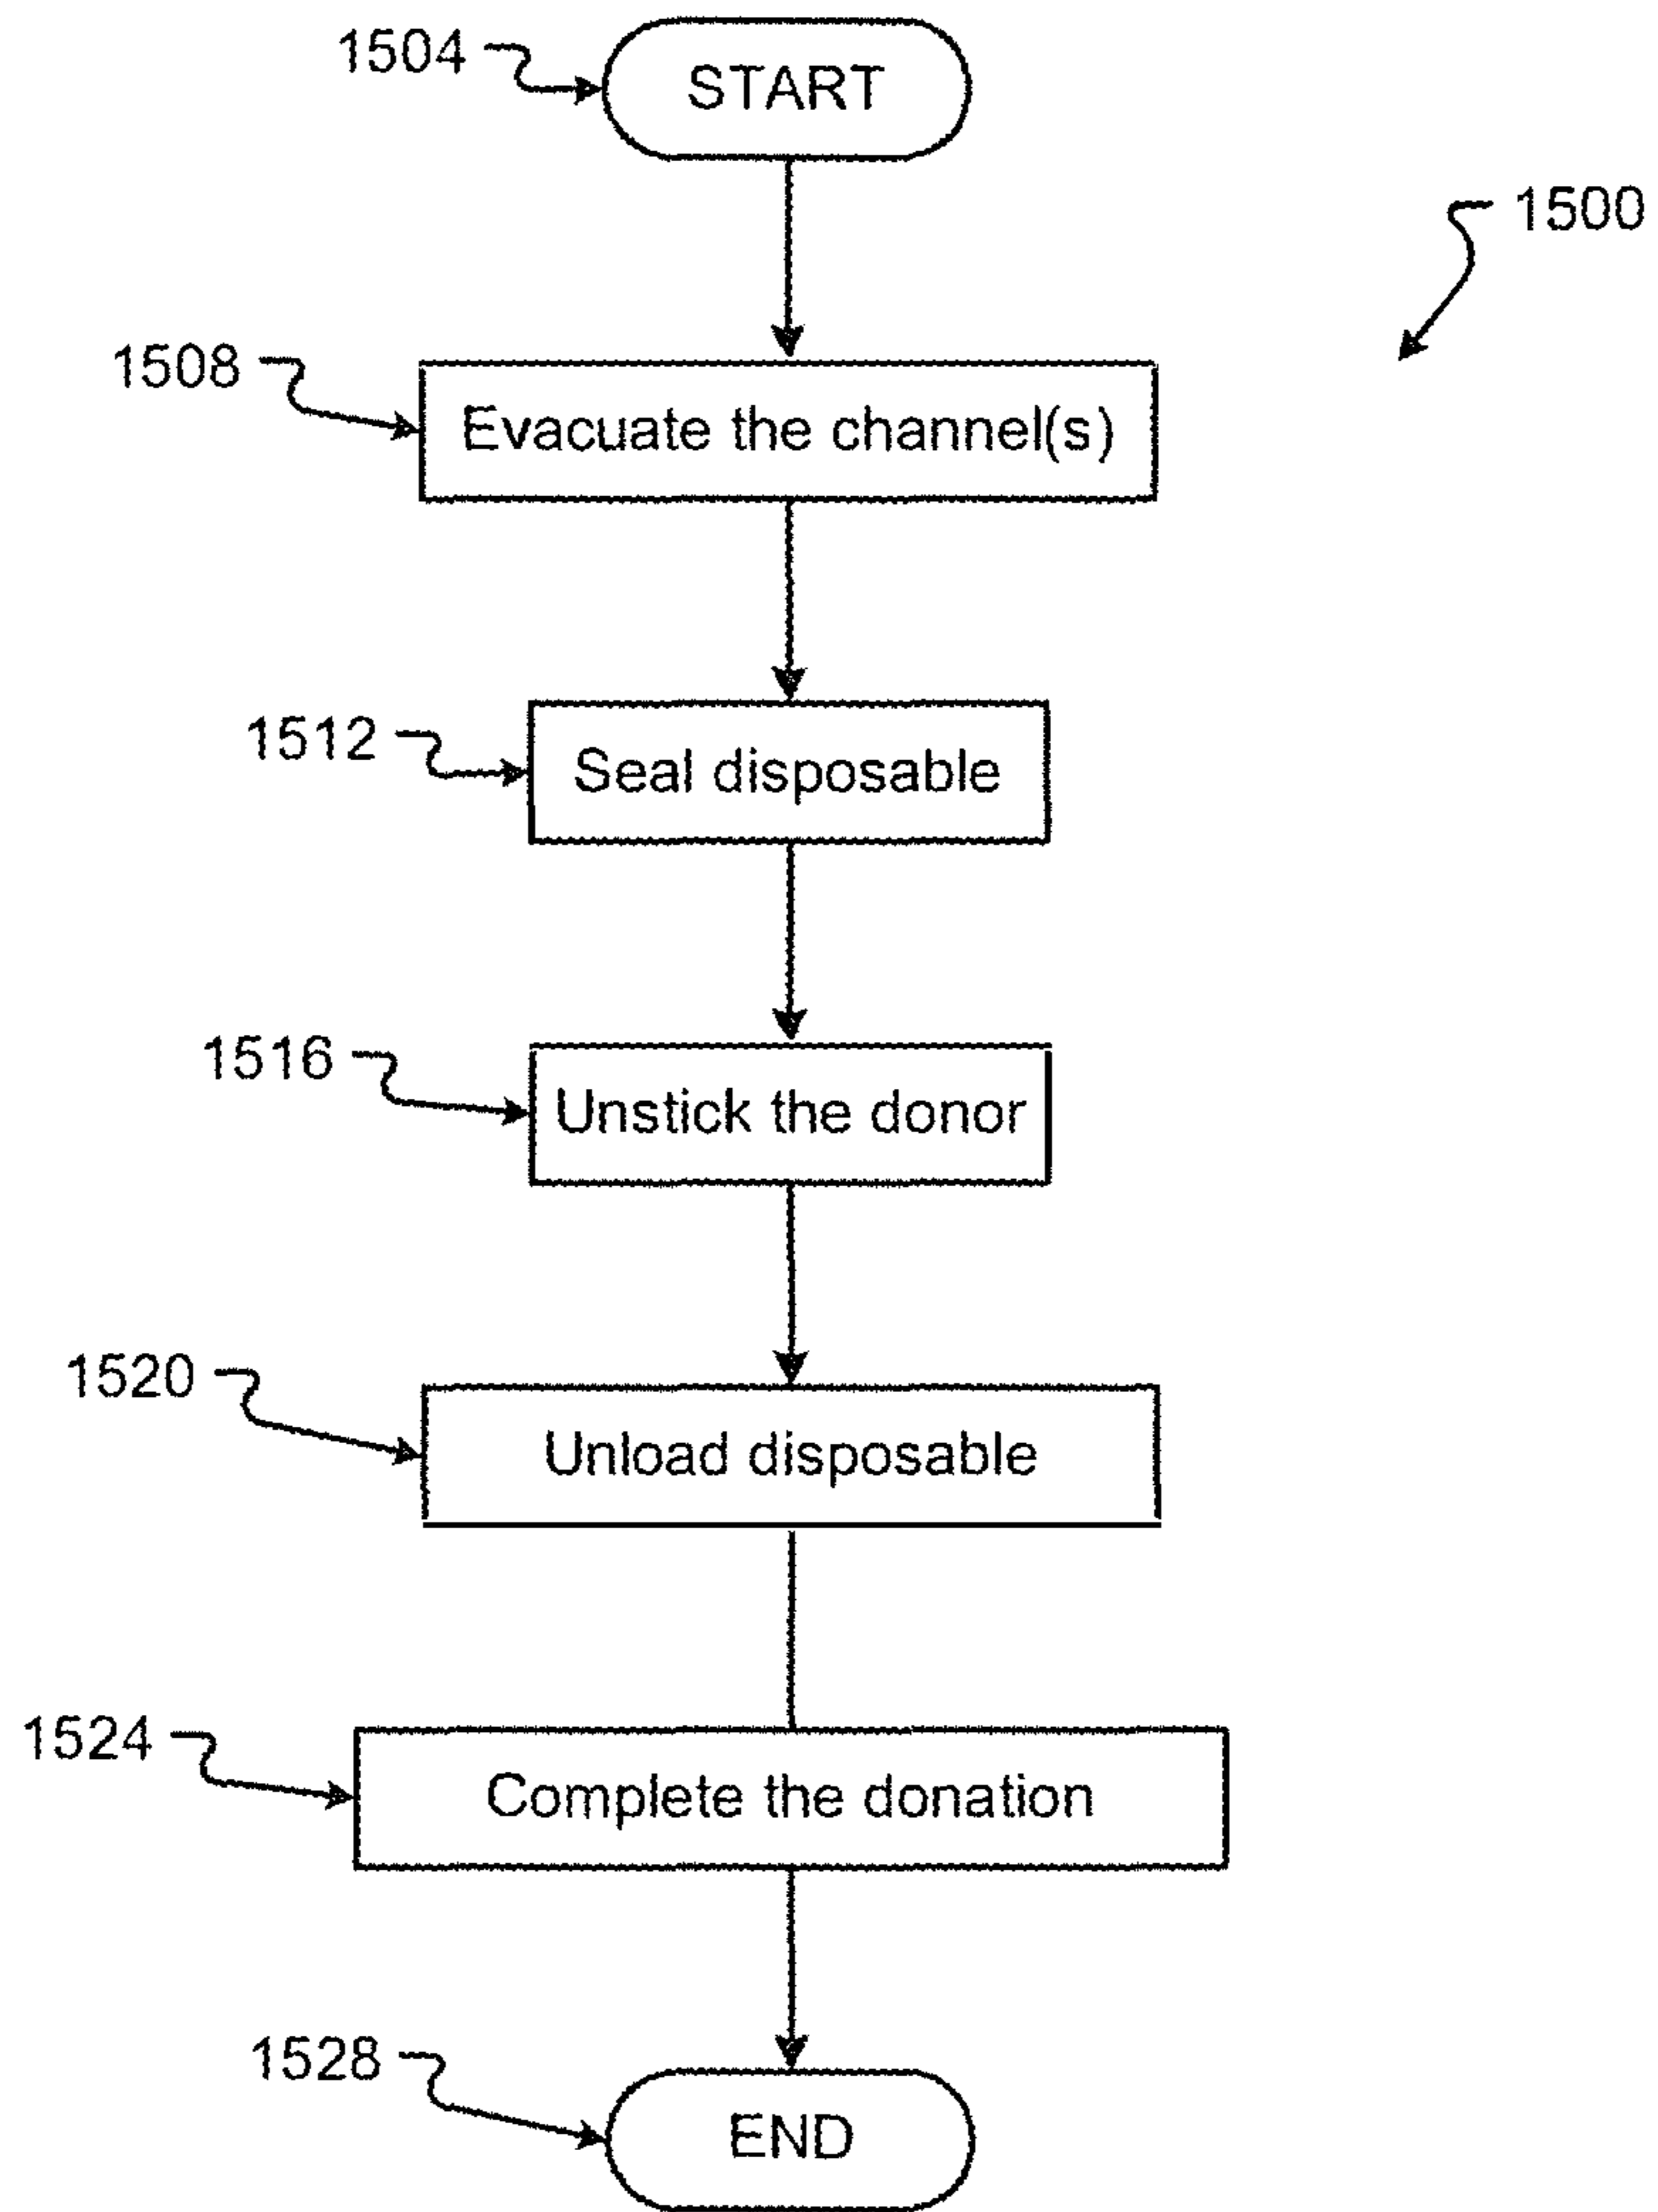 1504
START
1500
1508
Evacuate the channel(s)
1512
Seal disposable
1516
Unstick the donor
1520
Unload disposable
1524
Complete the donation
1528
END